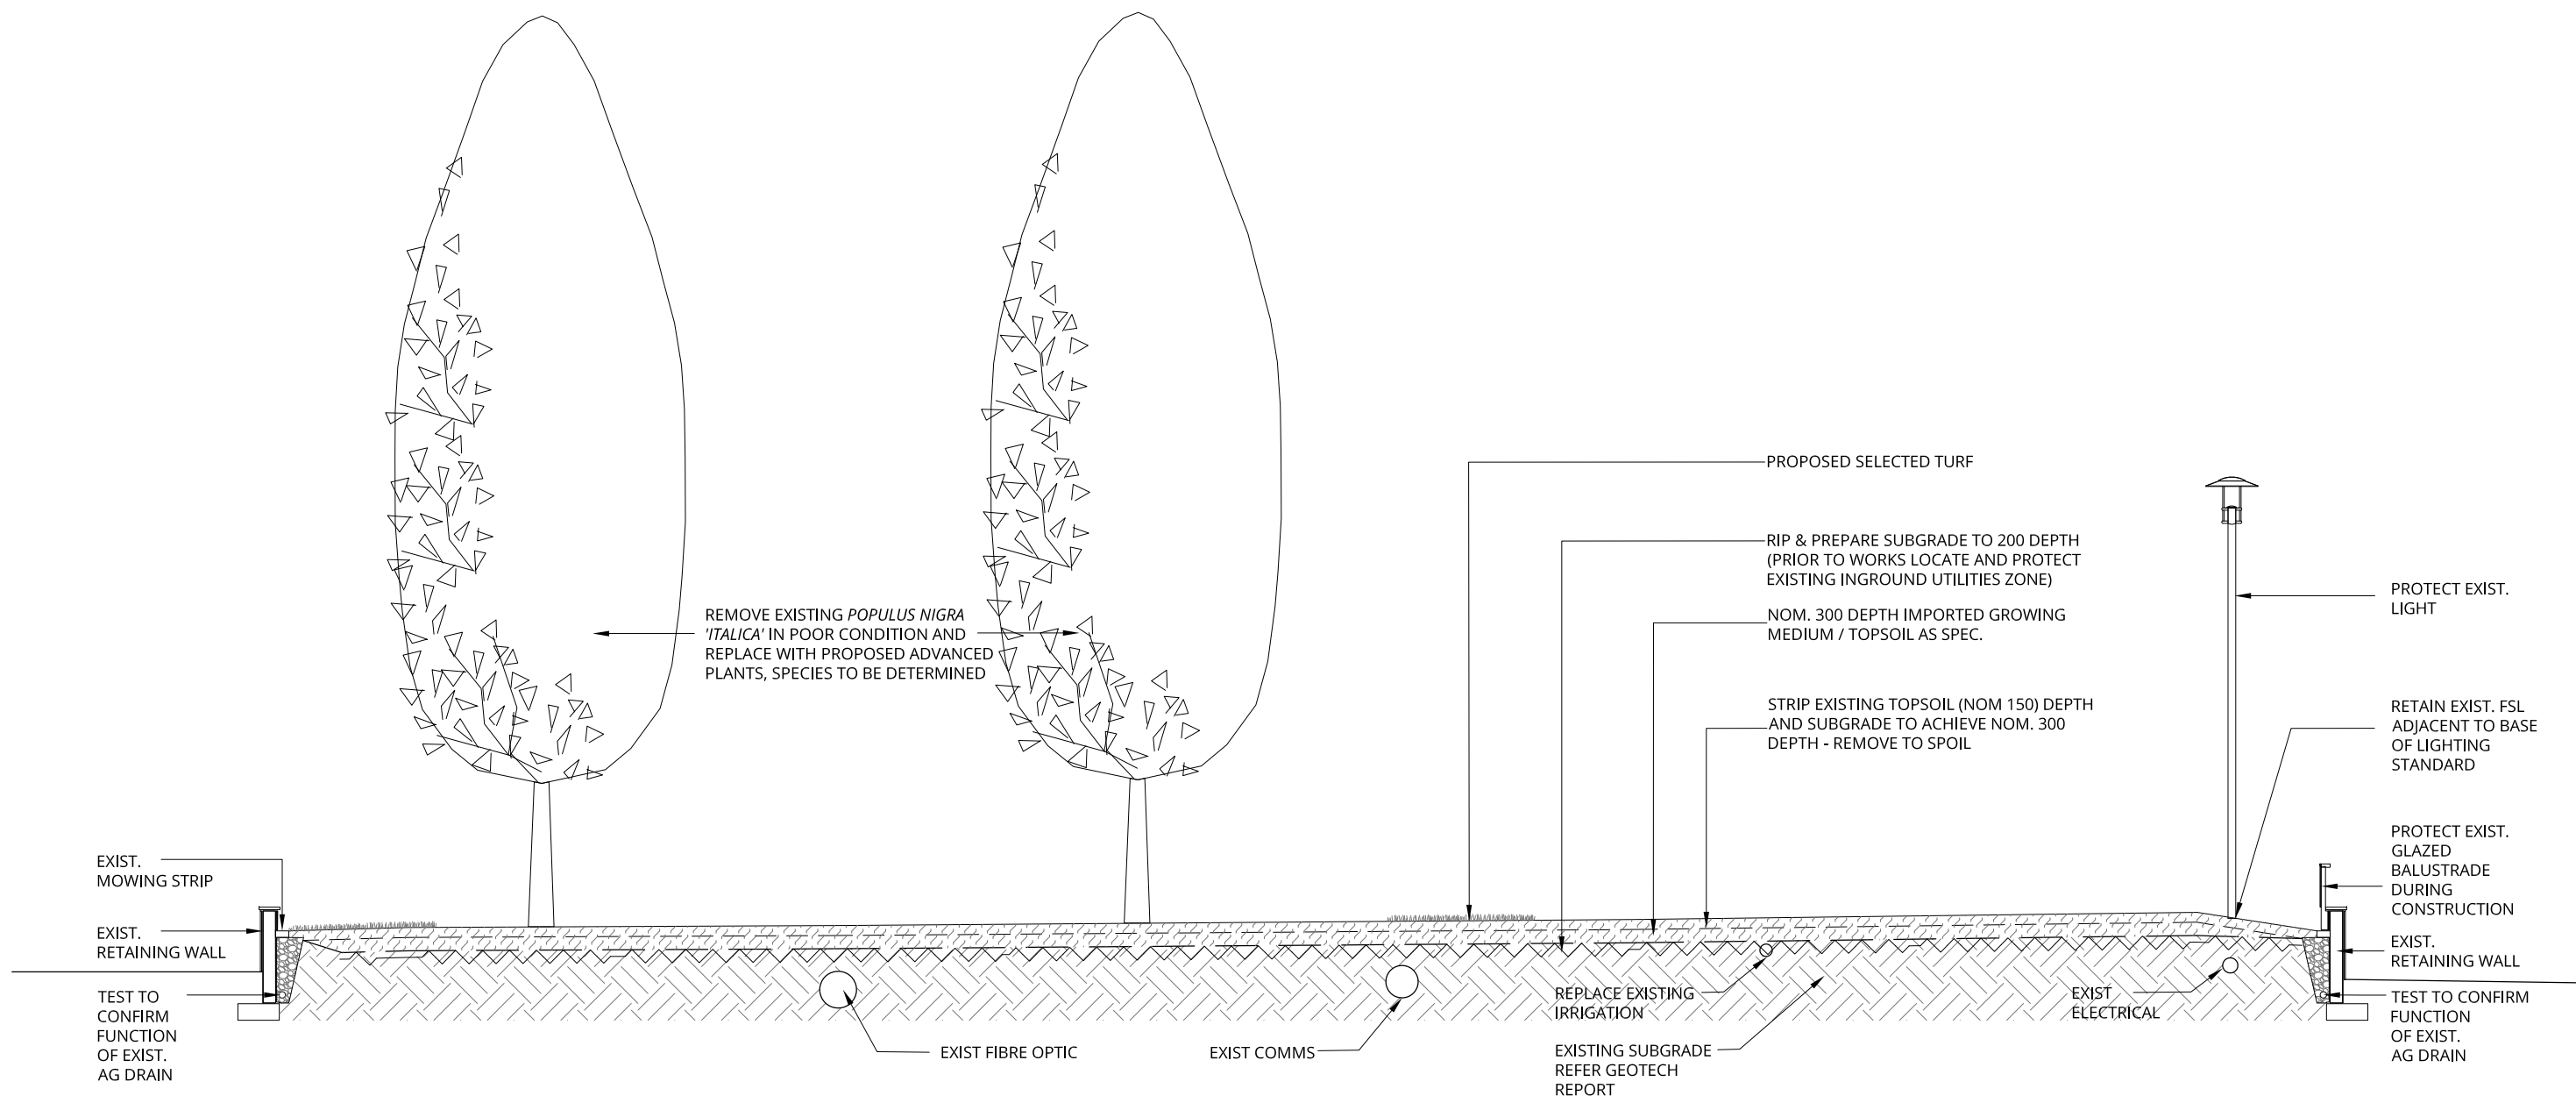 PROPOSED SELECTED TURF
RIP & PREPARE SUBGRADE TO 200 DEPTH
(PRIOR TO WORKS LOCATE AND PROTECT
EXISTING INGROUND UTILITIES ZONE)
NOM. 300 DEPTH IMPORTED GROWING
MEDIUM / TOPSOIL AS SPEC.
STRIP EXISTING TOPSOIL (NOM 150) DEPTH
AND SUBGRADE TO ACHIEVE NOM. 300
DEPTH - REMOVE TO SPOIL
REMOVE EXISTING POPULUS NIGRA
'ITALICA' IN POOR CONDITION AND
REPLACE WITH PROPOSED ADVANCED
PLANTS, SPECIES TO BE DETERMINED
PROTECT EXIST.
LIGHT
RETAIN EXIST. FSL
ADJACENT TO BASE
OF LIGHTING
STANDARD
PROTECT EXIST.
GLAZED
BALUSTRADE
DURING
CONSTRUCTION
EXIST.
RETAINING WALL
TEST TO CONFIRM
FUNCTION
OF EXIST.
AG DRAIN
EXIST.
MOWING STRIP
EXIST.
RETAINING WALL
TEST TO
CONFIRM
FUNCTION
OF EXIST.
AG DRAIN
EXIST FIBRE OPTIC
EXIST COMMS
REPLACE EXISTING
IRRIGATION
EXISTING SUBGRADE
REFER GEOTECH
REPORT
EXIST
ELECTRICAL